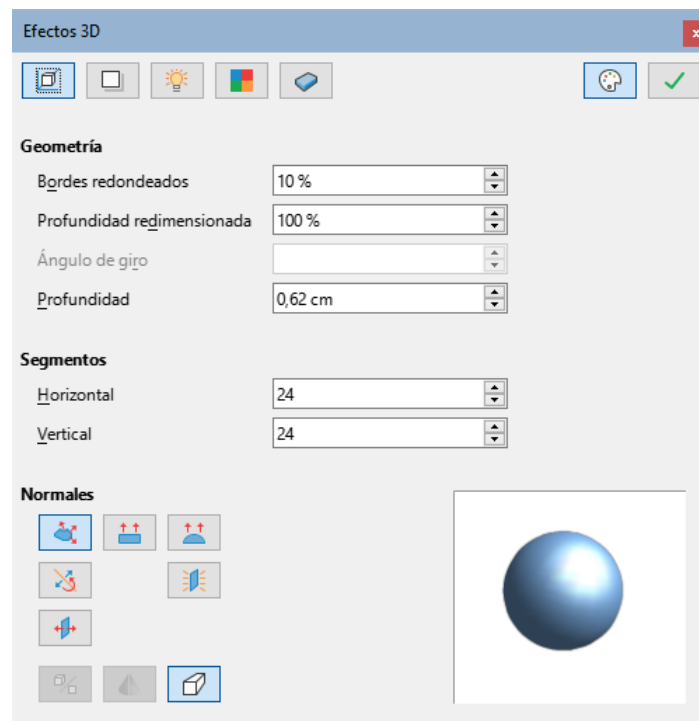 Efectos 3D
Geometría
Bordes redondeados 10 %
Profundidad redimensionada 100 %
Ángulo de giro
Profundidad 0,62 cm
Segmentos
Horizontal 24
Vertical 24
Normales